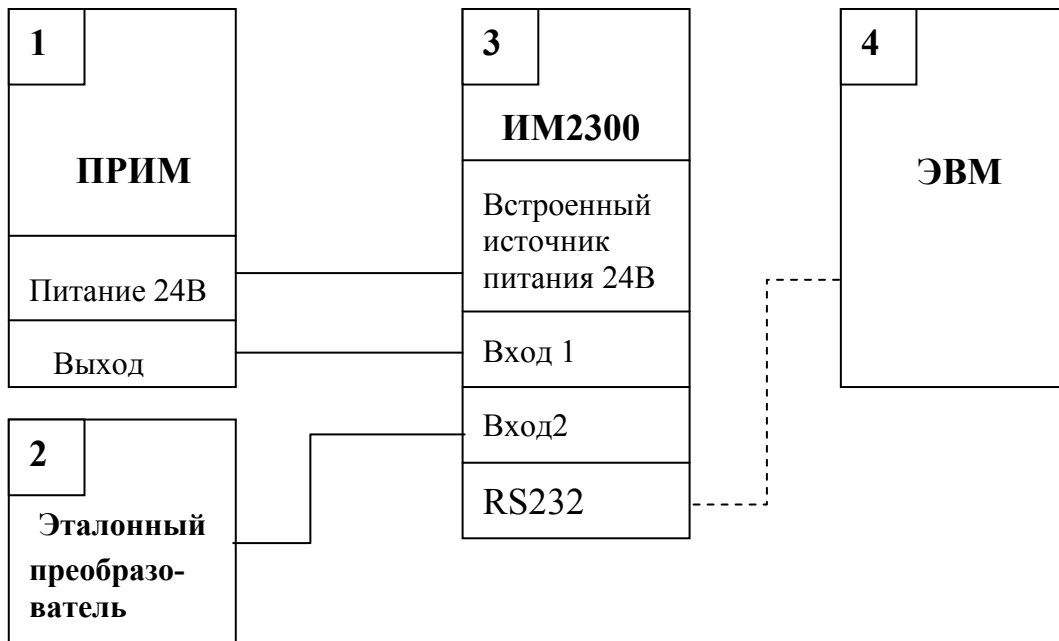 1
ПРИМ
Питание 24В
Выход
2
Эталонный
преобразо-
ватель
3
ИМ2300
Встроенный
источник
питания 24В
Вход 1
Вход2
RS232
4
ЭВМ